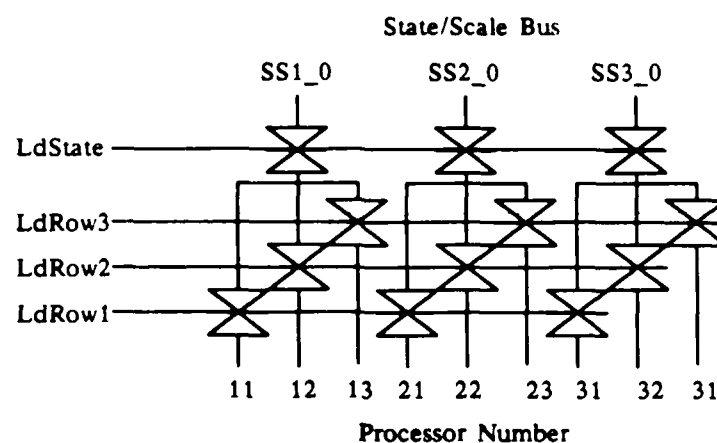 State/Scale Bus
SS1_0 SS2_0 SS3_0
LdState
LdRow3
LdRow2
LdRow1
11 12 13 21 22 23 31 32 31
Processor Number